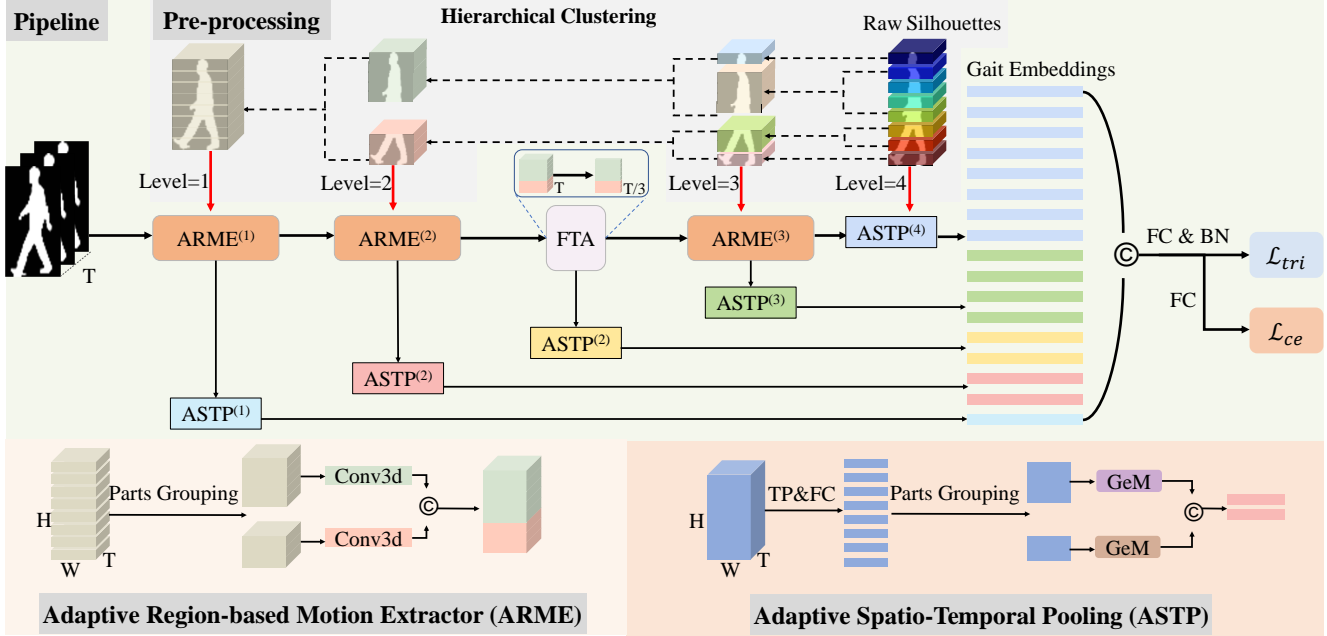 Pipeline
Pre-processing
Hierarchical Clustering
Raw Silhouettes
Gait Embeddings
Level=1
Level=2
T
T/3
Level=3
Level=4
T
ARME(1)
ARME(2)
FTA
ARME(3)
ASTP(4)
©
FC & BN
FC
ℒtri
ℒce
ASTP(3)
ASTP(2)
ASTP(2)
ASTP(1)
H
W
T
Parts Grouping
Conv3d
Conv3d
©
Adaptive Region-based Motion Extractor (ARME)
H
W
T
TP&FC
Parts Grouping
GeM
GeM
©
Adaptive Spatio-Temporal Pooling (ASTP)